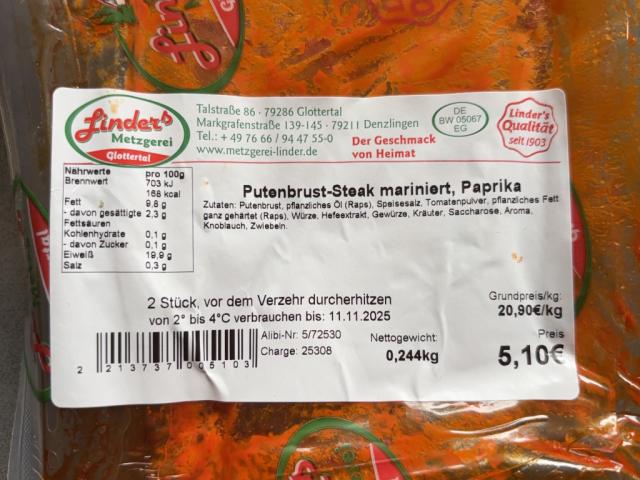 Linder's
Metzgerei
Glottertal
Talstraße 86 · 79286 Glottertal
Markgrafenstraße 139-145 · 79211 Denzlingen
Tel.: + 49 76 66 / 94 47 55-0
www.metzgerei-linder.de
Der Geschmack
von Heimat
DE
BW 05067
EG
Linder's
Qualität
seit 1903
Nährwerte pro 100g
Brennwert 703 kJ
168 kcal
Fett 9,8 g
- davon gesättigte 2,3 g
Fettsäuren
Kohlenhydrate 0,1 g
- davon Zucker 0,1 g
Eiweiß 19,9 g
Salz 0,3 g
Putenbrust-Steak mariniert, Paprika
Zutaten: Putenbrust, pflanzliches Öl (Raps), Speisesalz, Tomatenpulver, pflanzliches Fett
ganz gehärtet (Raps), Würze, Hefeextrakt, Gewürze, Kräuter, Saccharose, Aroma,
Knoblauch, Zwiebeln.
2 Stück, vor dem Verzehr durcherhitzen
von 2° bis 4°C verbrauchen bis: 11.11.2025
Grundpreis/kg:
20,90€/kg
Alibi-Nr: 5/72530
Charge: 25308
Nettogewicht:
0,244kg
Preis
5,10€
2 213737 005103